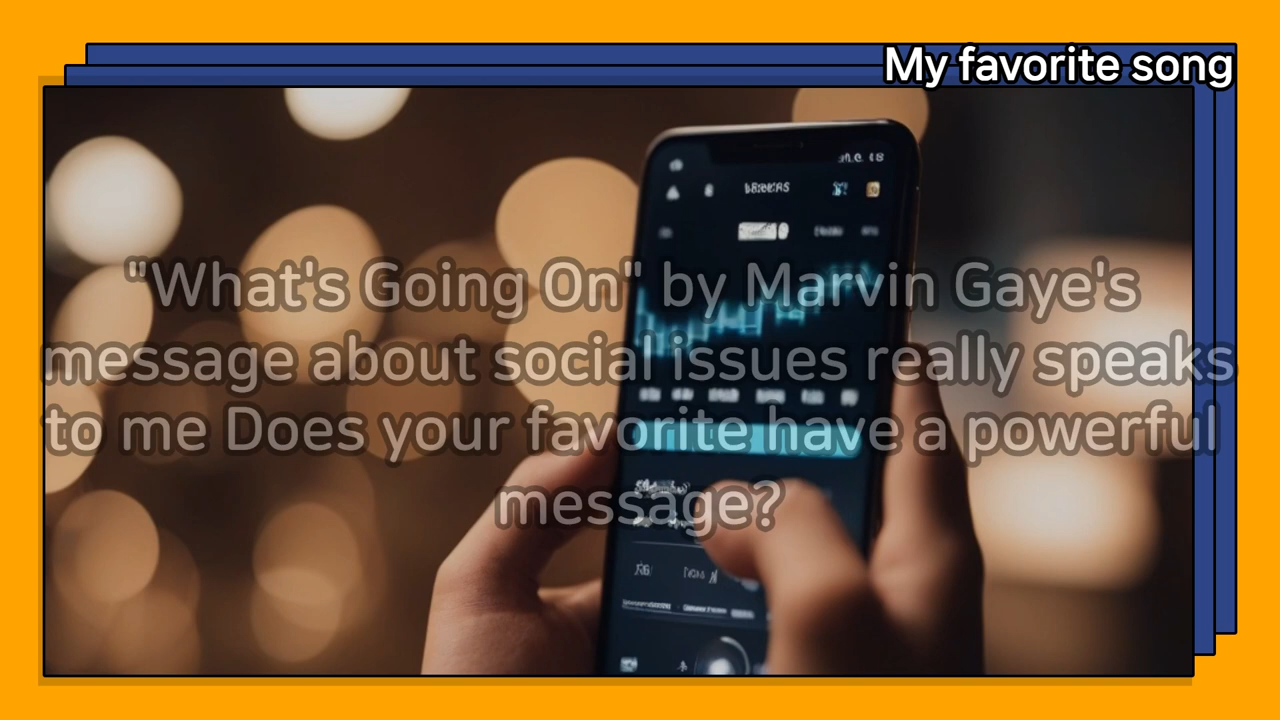 My favorite song
"What's Going On" by Marvin Gaye's
message about social issues really speaks
to me Does your favorite have a powerful
message?